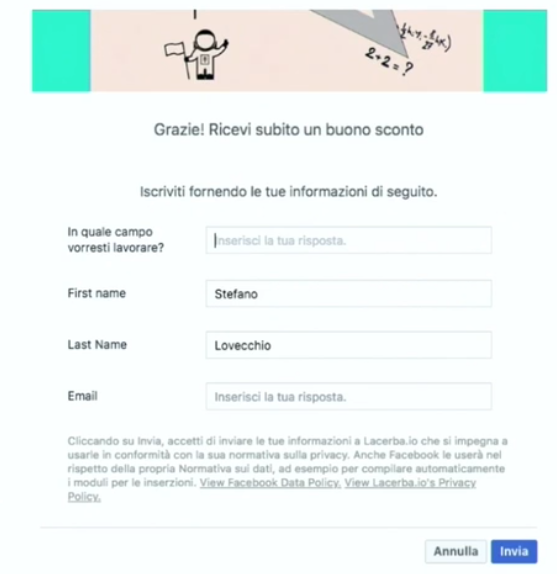 2+2=?
Grazie! Ricevi subito un buono sconto
Iscriviti fornendo le tue informazioni di seguito.
In quale campo
vorresti lavorare?
Inserisci la tua risposta.
First name
Stefano
Last Name
Lovecchio
Email
Inserisci la tua risposta.
Cliccando su Invia, accetti di inviare le tue informazioni a Lacerba.io che si impegna a
usarle in conformità con la sua normativa sulla privacy. Anche Facebook le userà nel
rispetto della propria Normativa sui dati, ad esempio per compilare automaticamente
i moduli per le inserzioni. View Facebook Data Policy. View Lacerba.io's Privacy
Policy.
Annulla
Invia